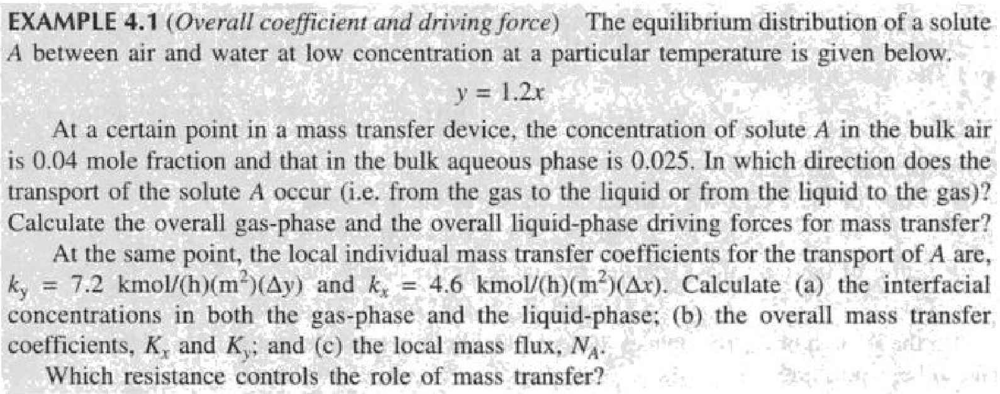 EXAMPLE 4.1 (Overall coefficient and driving force) The equilibrium distribution of a solute
A between air and water at low concentration at a particular temperature is given below.
y = 1.2x
At a certain point in a mass transfer device, the concentration of solute A in the bulk air
is 0.04 mole fraction and that in the bulk aqueous phase is 0.025. In which direction does the
transport of the solute A occur (i.e. from the gas to the liquid or from the liquid to the gas)?
Calculate the overall gas-phase and the overall liquid-phase driving forces for mass transfer?
At the same point, the local individual mass transfer coefficients for the transport of A are,
k_y = 7.2 kmol/(h)(m²)(Δy) and k_x = 4.6 kmol/(h)(m²)(Δx). Calculate (a) the interfacial
concentrations in both the gas-phase and the liquid-phase; (b) the overall mass transfer
coefficients, K_x and K_y; and (c) the local mass flux, N_A.
Which resistance controls the role of mass transfer?